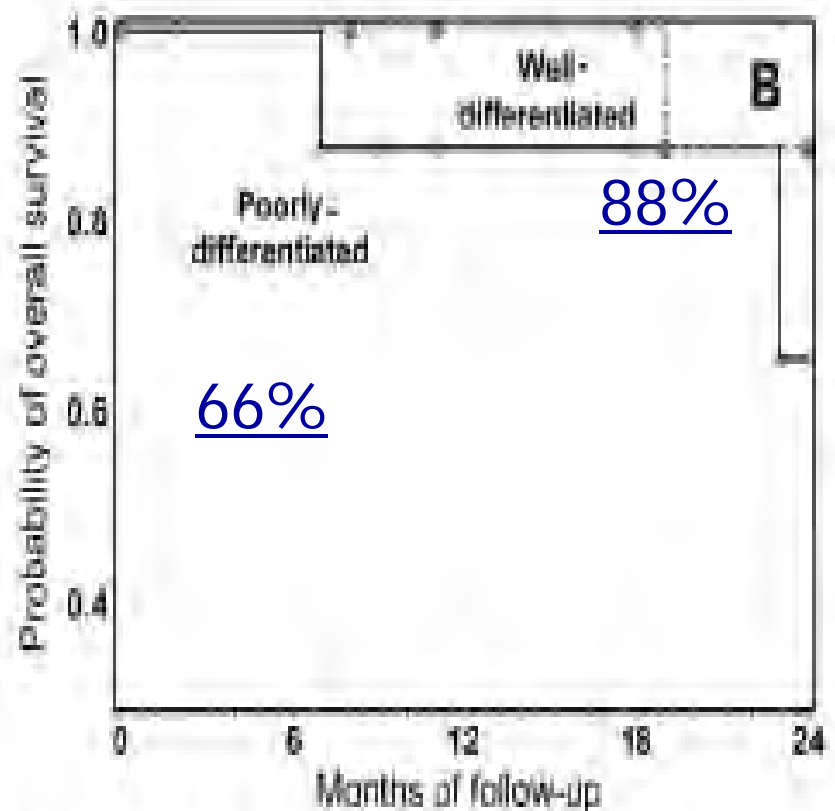 Probability of overall survival
1.0
0.8
0.6
0.4
Well-
differentiated
B
88%
Poorly-
differentiated
66%
0 6 12 18 24
Months of follow-up